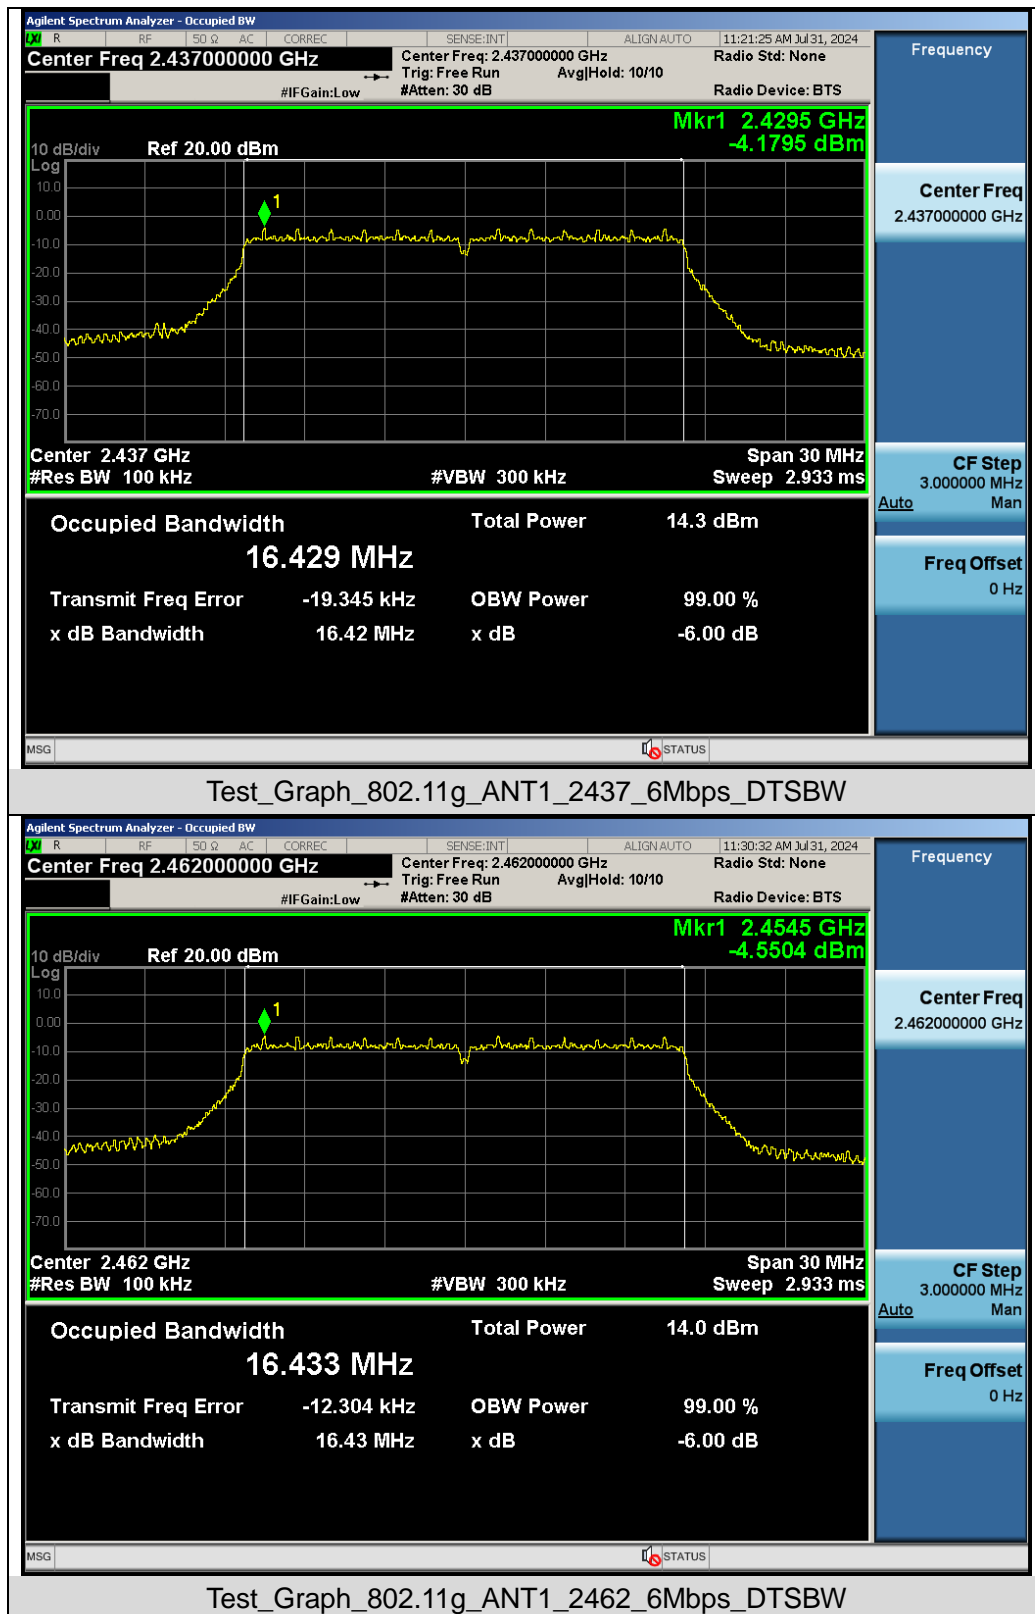 Agilent Spectrum Analyzer - Occupied BW
LXI R RF 50 Ω AC CORREC SENSE:INT ALIGN AUTO 11:21:25 AM Jul 31, 2024
Center Freq 2.437000000 GHz
Center Freq: 2.437000000 GHz
Radio Std: None
Trig: Free Run Avg|Hold: 10/10
#IFGain:Low
#Atten: 30 dB
Radio Device: BTS
Frequency
Mkr1 2.4295 GHz
-4.1795 dBm
10 dB/div Ref 20.00 dBm
Log
1
10.0
0.00
-10.0
-20.0
-30.0
-40.0
-50.0
-60.0
-70.0
Center Freq
2.437000000 GHz
Center 2.437 GHz Span 30 MHz
#Res BW 100 kHz #VBW 300 kHz Sweep 2.933 ms
CF Step
3.000000 MHz
Auto Man
Freq Offset
0 Hz
Occupied Bandwidth Total Power 14.3 dBm
16.429 MHz
Transmit Freq Error -19.345 kHz OBW Power 99.00 %
x dB Bandwidth 16.42 MHz x dB -6.00 dB
MSG STATUS
Test_Graph_802.11g_ANT1_2437_6Mbps_DTSBW
Agilent Spectrum Analyzer - Occupied BW
LXI R RF 50 Ω AC CORREC SENSE:INT ALIGN AUTO 11:30:32 AM Jul 31, 2024
Center Freq 2.462000000 GHz
Center Freq: 2.462000000 GHz
Radio Std: None
Trig: Free Run Avg|Hold: 10/10
#IFGain:Low
#Atten: 30 dB
Radio Device: BTS
Frequency
Mkr1 2.4545 GHz
-4.5504 dBm
10 dB/div Ref 20.00 dBm
Log
1
10.0
0.00
-10.0
-20.0
-30.0
-40.0
-50.0
-60.0
-70.0
Center Freq
2.462000000 GHz
Center 2.462 GHz Span 30 MHz
#Res BW 100 kHz #VBW 300 kHz Sweep 2.933 ms
CF Step
3.000000 MHz
Auto Man
Freq Offset
0 Hz
Occupied Bandwidth Total Power 14.0 dBm
16.433 MHz
Transmit Freq Error -12.304 kHz OBW Power 99.00 %
x dB Bandwidth 16.43 MHz x dB -6.00 dB
MSG STATUS
Test_Graph_802.11g_ANT1_2462_6Mbps_DTSBW